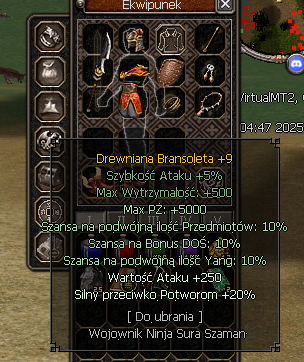 Ekwipunek
VirtualMT2,
04:47 2025
Drewniana Bransoleta +9
Szybkość Ataku +5%
Max Wytrzymałość: +500
Max PŻ: +5000
Szansa na podwójną ilość Przedmiotów: 10%
Szansa na Bonus DOS: 10%
Szansa na podwójną ilość Yang: 10%
Wartość Ataku +250
Silny przeciwko Potworom +20%
[ Do ubrania ]
Wojownik Ninja Sura Szaman